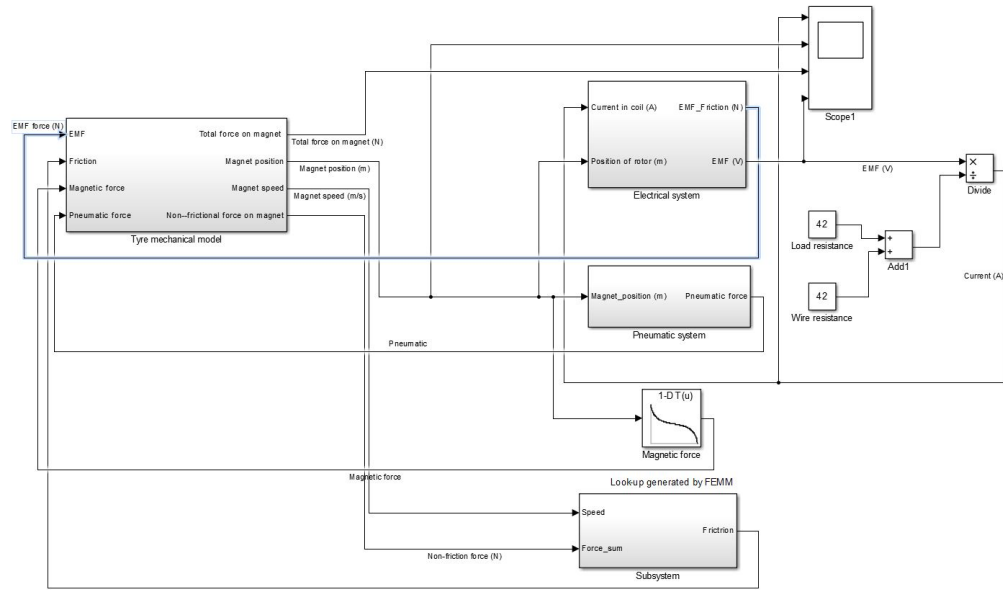 Scope1
EMF force (N)
EMF
Friction
Magnetic force
Pneumatic force
Total force on magnet
Magnet position
Magnet speed
Non--frictional force on magnet
Tyre mechanical model
Total force on magnet (N)
Magnet position (m)
Magnet speed (m/s)
Current in coil (A)
Position of rotor (m)
EMF_Friction (N)
EMF (V)
Electrical system
EMF (V)
×
÷
Divide
42
Load resistance
+
+
Add1
42
Wire resistance
Current (A)
Magnet_position (m)
Pneumatic force
Pneumatic system
Pneumatic
1-D T(u)
Magnetic force
Magnetic force
Look-up generated by FEMM
Speed
Force_sum
Frictrion
Subsystem
Non-friction force (N)